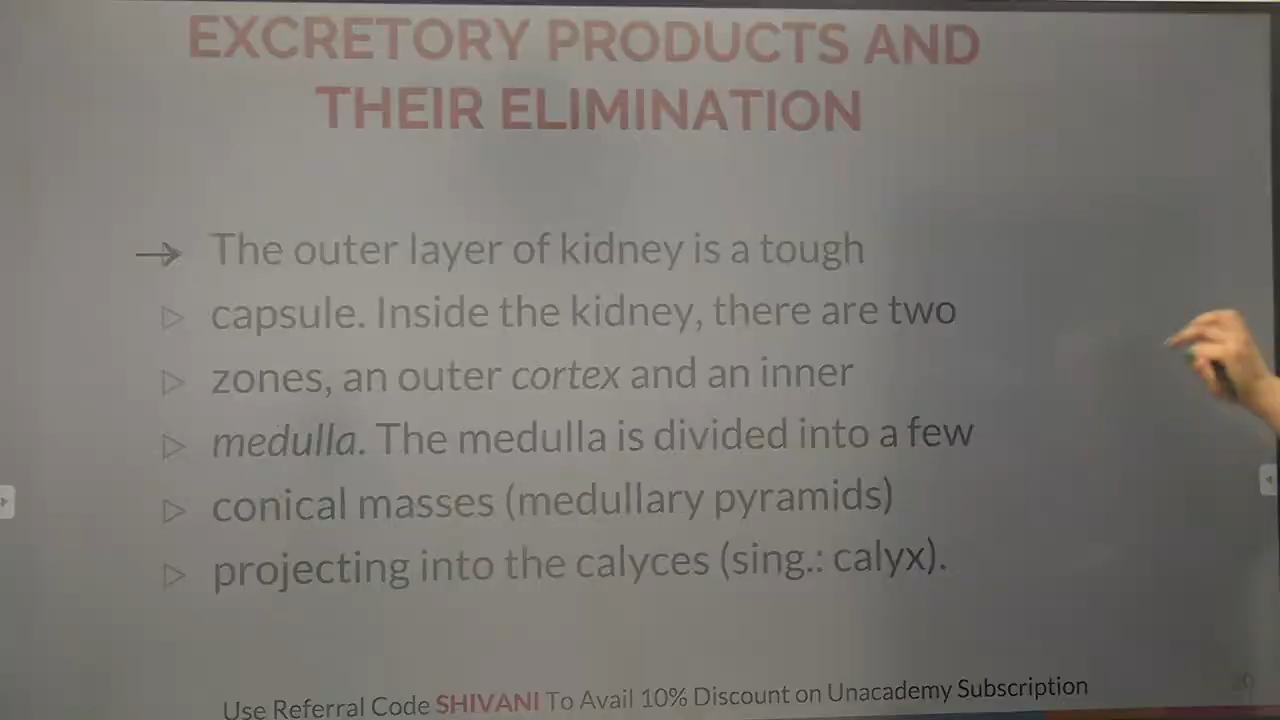 EXCRETORY PRODUCTS AND
THEIR ELIMINATION
→ The outer layer of kidney is a tough
▷ capsule. Inside the kidney, there are two
▷ zones, an outer cortex and an inner
▷ medulla. The medulla is divided into a few
▷ conical masses (medullary pyramids)
▷ projecting into the calyces (sing.: calyx).
Use Referral Code SHIVANI To Avail 10% Discount on Unacademy Subscription